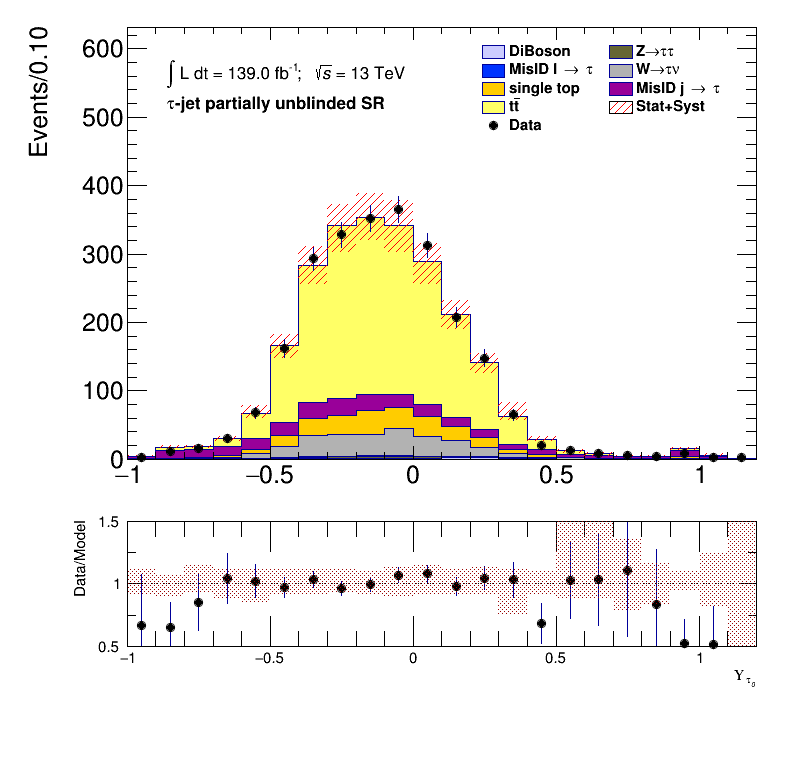 Events/0.10
600
500
400
300
200
100
0
∫ L dt = 139.0 fb⁻¹; √s = 13 TeV
τ-jet partially unblinded SR
DiBoson
MisID l → τ
single top
tt̄
Data
Z→ττ
W→τν
MisID j → τ
Stat+Syst
−1 −0.5 0 0.5 1
Data/Model
1.5
1
0.5
−1 −0.5 0 0.5 1